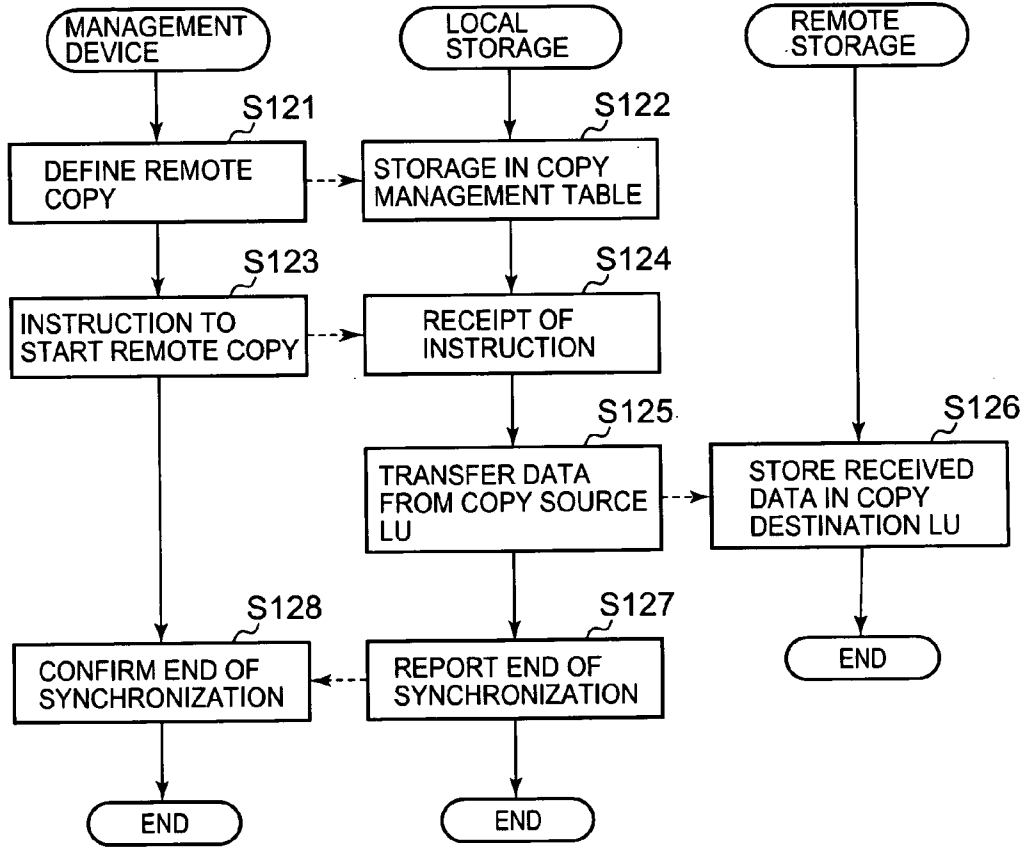 MANAGEMENT
DEVICE
LOCAL
STORAGE
REMOTE
STORAGE
S121
DEFINE REMOTE
COPY
S122
STORAGE IN COPY
MANAGEMENT TABLE
S123
INSTRUCTION TO
START REMOTE COPY
S124
RECEIPT OF
INSTRUCTION
S125
TRANSFER DATA
FROM COPY SOURCE
LU
S126
STORE RECEIVED
DATA IN COPY
DESTINATION LU
END
S128
CONFIRM END OF
SYNCHRONIZATION
S127
REPORT END OF
SYNCHRONIZATION
END
END